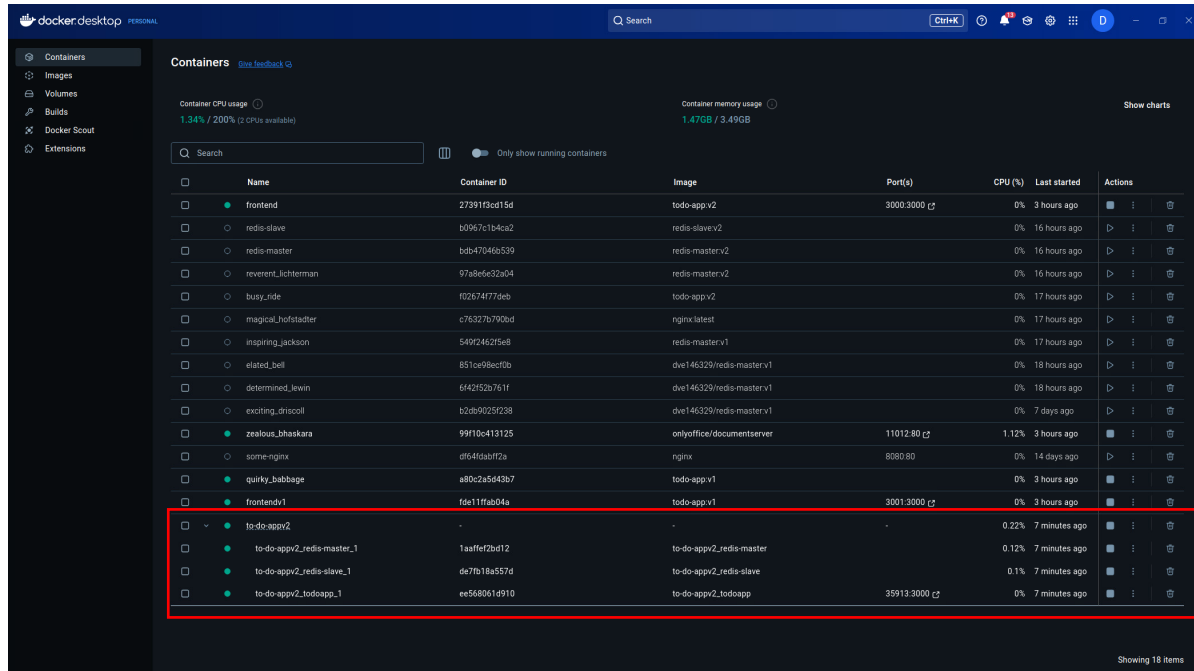 docker.desktop PERSONAL Search Ctrl+K 13 D
Containers
Images
Volumes
Builds
Docker Scout
Extensions
Containers Give feedback
Container CPU usage
1.34% / 200% (2 CPUs available)
Container memory usage
1.47GB / 3.49GB
Show charts
Search Only show running containers
Name Container ID Image Port(s) CPU (%) Last started Actions
frontend 27391f3cd15d todo-app:v2 3000:3000 0% 3 hours ago
redis-slave b0967c1b4ca2 redis-slave:v2 0% 16 hours ago
redis-master bdb47046b539 redis-master:v2 0% 16 hours ago
reverent_lichterman 97a8e6e32a04 redis-master:v2 0% 16 hours ago
busy_ride f02674f77deb todo-app:v2 0% 17 hours ago
magical_hofstadter c76327b790bd nginx:latest 0% 17 hours ago
inspiring_jackson 549f2462f5e8 redis-master:v1 0% 17 hours ago
elated_bell 851ce98ecf0b dve146329/redis-master:v1 0% 18 hours ago
determined_lewin 6f42f52b761f dve146329/redis-master:v1 0% 18 hours ago
exciting_driscoll b2db9025f238 dve146329/redis-master:v1 0% 7 days ago
zealous_bhaskara 99f10c413125 onlyoffice/documentserver 11012:80 1.12% 3 hours ago
some-nginx df64fdabff2a nginx 8080:80 0% 14 days ago
quirky_babbage a80c2a5d43b7 todo-app:v1 0% 3 hours ago
frontendv1 fde11ffab04a todo-app:v1 3001:3000 0% 3 hours ago
to-do-appv2 - - - 0.22% 7 minutes ago
to-do-appv2_redis-master_1 1aaffef2bd12 to-do-appv2_redis-master 0.12% 7 minutes ago
to-do-appv2_redis-slave_1 de7fb18a557d to-do-appv2_redis-slave 0.1% 7 minutes ago
to-do-appv2_todoapp_1 ee568061d910 to-do-appv2_todoapp 35913:3000 0% 7 minutes ago
Showing 18 items